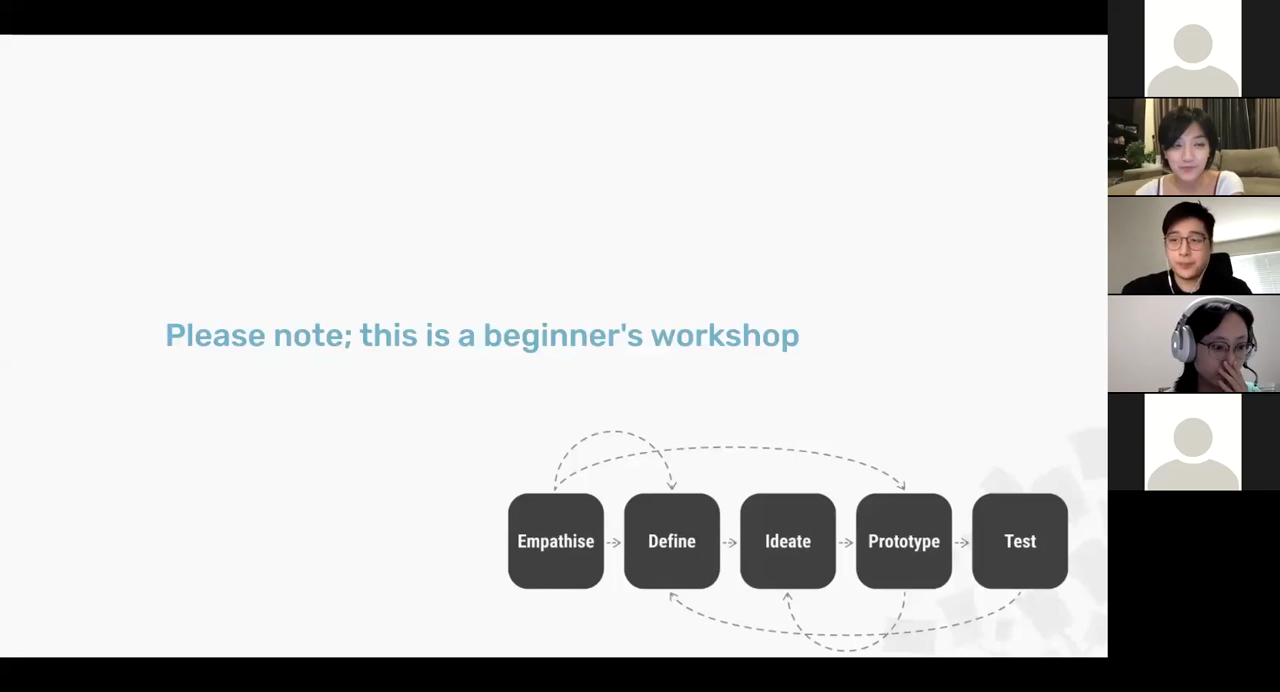 Please note; this is a beginner's workshop
Empathise
Define
Ideate
Prototype
Test